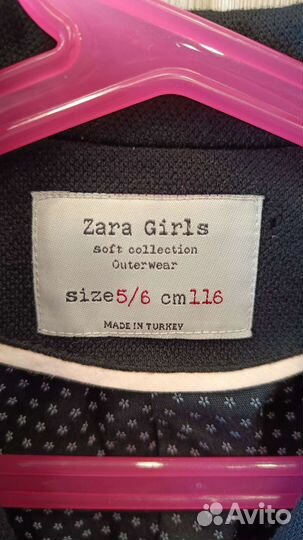 Zara Girls
soft collection
Outerwear
size5/6 cm116
MADE IN TURKEY
Avito